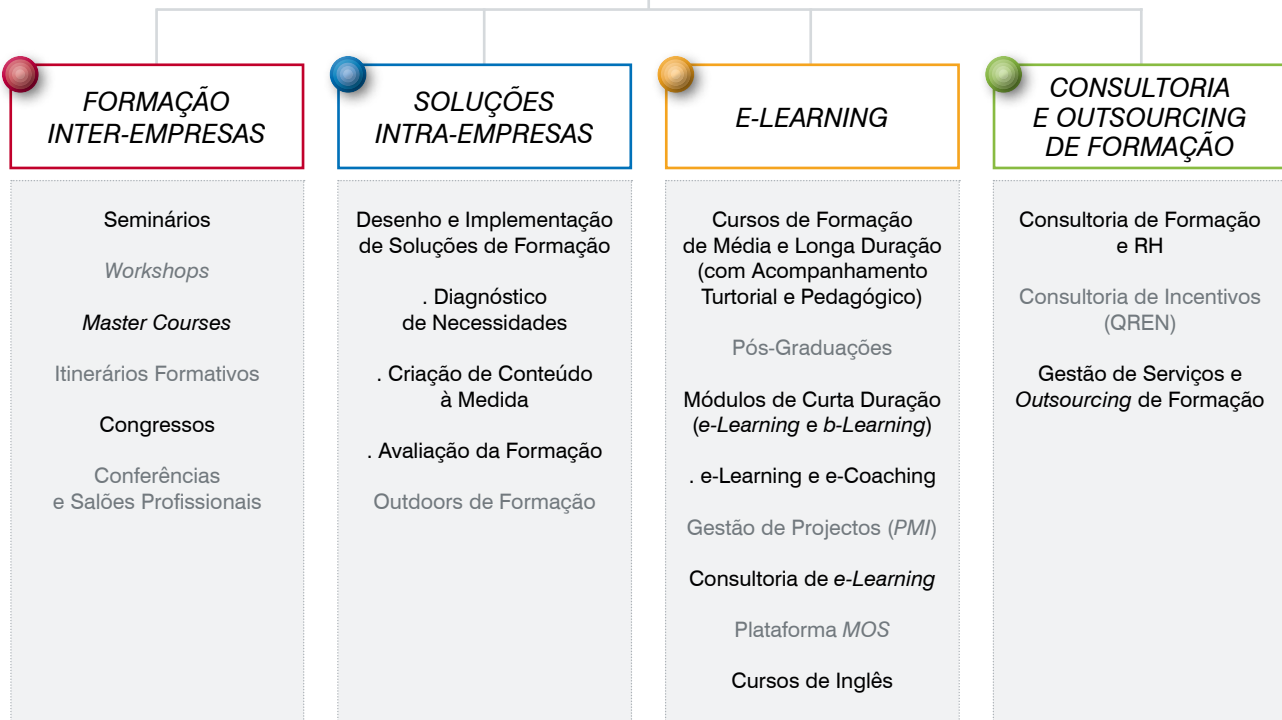 FORMAÇÃO
INTER-EMPRESAS
Seminários
Workshops
Master Courses
Itinerários Formativos
Congressos
Conferências
e Salões Profissionais
SOLUÇÕES
INTRA-EMPRESAS
Desenho e Implementação
de Soluções de Formação
. Diagnóstico
de Necessidades
. Criação de Conteúdo
à Medida
. Avaliação da Formação
Outdoors de Formação
E-LEARNING
Cursos de Formação
de Média e Longa Duração
(com Acompanhamento
Turtorial e Pedagógico)
Pós-Graduações
Módulos de Curta Duração
(e-Learning e b-Learning)
. e-Learning e e-Coaching
Gestão de Projectos (PMI)
Consultoria de e-Learning
Plataforma MOS
Cursos de Inglês
CONSULTORIA
E OUTSOURCING
DE FORMAÇÃO
Consultoria de Formação
e RH
Consultoria de Incentivos
(QREN)
Gestão de Serviços e
Outsourcing de Formação